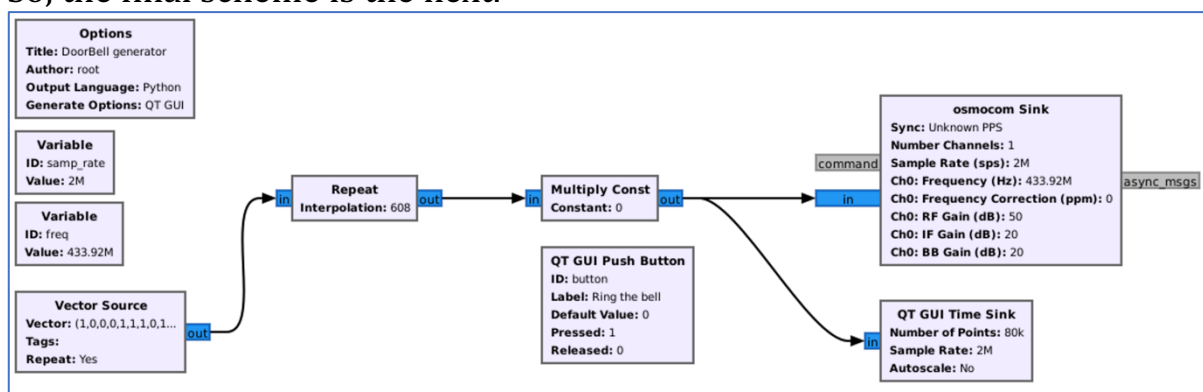 So, the final scheme is the next:
Options
Title: DoorBell generator
Author: root
Output Language: Python
Generate Options: QT GUI
Variable
ID: samp_rate
Value: 2M
Variable
ID: freq
Value: 433.92M
Vector Source
Vector: (1,0,0,0,1,1,1,0,1...
Tags:
Repeat: Yes
out
in
Repeat
Interpolation: 608
out
in
Multiply Const
Constant: 0
out
QT GUI Push Button
ID: button
Label: Ring the bell
Default Value: 0
Pressed: 1
Released: 0
command
in
osmocom Sink
Sync: Unknown PPS
Number Channels: 1
Sample Rate (sps): 2M
Ch0: Frequency (Hz): 433.92M
Ch0: Frequency Correction (ppm): 0
Ch0: RF Gain (dB): 50
Ch0: IF Gain (dB): 20
Ch0: BB Gain (dB): 20
async_msgs
in
QT GUI Time Sink
Number of Points: 80k
Sample Rate: 2M
Autoscale: No